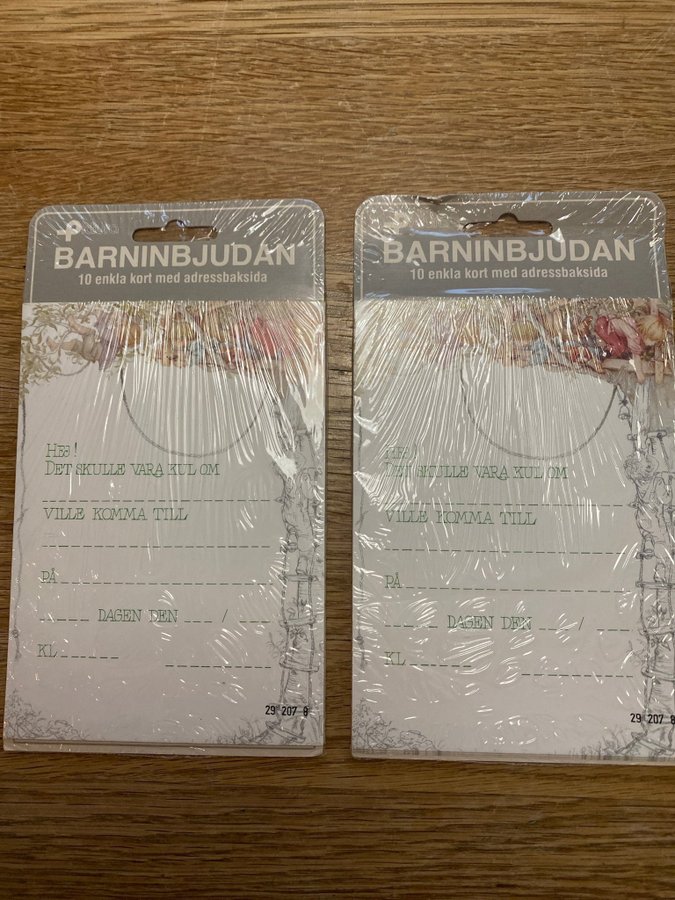 BARNINBJUDAN
10 enkla kort med adressbaksida
HEJ!
DET SKULLE VARA KUL OM
VILLE KOMMA TILL
PÅ
DAGEN DEN /
KL
29 207 8
BARNINBJUDAN
10 enkla kort med adressbaksida
HEJ!
DET SKULLE VARA KUL OM
VILLE KOMMA TILL
PÅ
DAGEN DEN /
KL
29 207 8